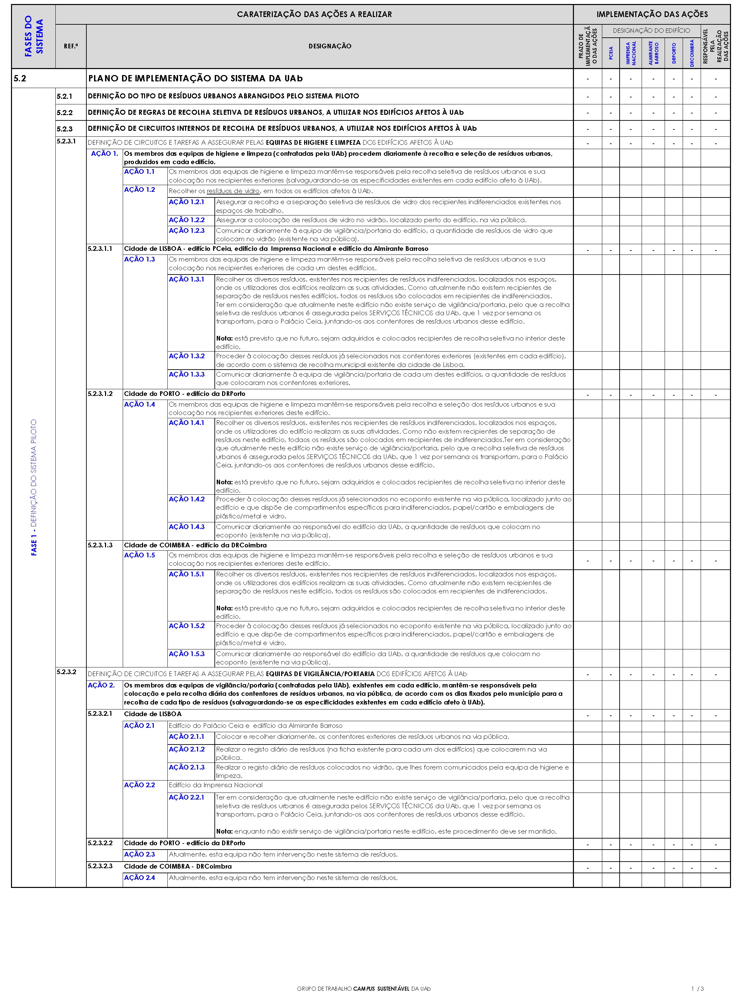 FASES DO
SISTEMA
CARATERIZAÇÃO DAS AÇÕES A REALIZAR
IMPLEMENTAÇÃO DAS AÇÕES
REF.ª
DESIGNAÇÃO
PRAZO DE
IMPLEMENTAÇÃ
O DAS AÇÕES
DESIGNAÇÃO DO EDIFÍCIO
PCEIA
IMPRENSA
NACIONAL
ALMIRANTE
BARROSO
DRPORTO
DRCOIMBRA
RESPONSÁVEL
PELA
REALIZAÇÃO
DAS AÇÕES
5.2 PLANO DE IMPLEMENTAÇÃO DO SISTEMA DA UAb - - - - - - -
FASE 1 - DEFINIÇÃO DO SISTEMA PILOTO
5.2.1 DEFINIÇÃO DO TIPO DE RESÍDUOS URBANOS ABRANGIDOS PELO SISTEMA PILOTO - - - - - - -
5.2.2 DEFINIÇÃO DE REGRAS DE RECOLHA SELETIVA DE RESÍDUOS URBANOS, A UTILIZAR NOS EDIFÍCIOS AFETOS À UAb - - - - - - -
5.2.3 DEFINIÇÃO DE CIRCUITOS INTERNOS DE RECOLHA DE RESÍDUOS URBANOS, A UTILIZAR NOS EDIFÍCIOS AFETOS À UAb - - - - - - -
5.2.3.1 DEFINIÇÃO DE CIRCUITOS E TAREFAS A ASSEGURAR PELAS EQUIPAS DE HIGIENE E LIMPEZA DOS EDIFÍCIOS AFETOS À UAb - - - - - - -
AÇÃO 1. Os membros das equipas de higiene e limpeza (contratadas pela UAb) procedem diariamente à recolha e seleção de resíduos urbanos,
produzidos em cada edifício.
AÇÃO 1.1 Os membros das equipas de higiene e limpeza mantêm-se responsáveis pela recolha seletiva de resíduos urbanos e sua
colocação nos recipientes exteriores (salvaguardando-se as especificidades existentes em cada edifício afeto à UAb).
AÇÃO 1.2 Recolher os resíduos de vidro, em todos os edifícios afetos à UAb.
AÇÃO 1.2.1 Assegurar a recolha e a separação seletiva de resíduos de vidro dos recipientes indiferenciados existentes nos
espaços de trabalho.
AÇÃO 1.2.2 Assegurar a colocação de resíduos de vidro no vidrão, localizado perto do edifício, na via pública.
AÇÃO 1.2.3 Comunicar diariamente à equipa de vigilância/portaria do edifício, a quantidade de resíduos de vidro que
colocam no vidrão (existente na via pública).
5.2.3.1.1 Cidade de LISBOA - edifício PCeia, edifício da Imprensa Nacional e edifício da Almirante Barroso - - - - - - -
AÇÃO 1.3 Os membros das equipas de higiene e limpeza mantêm-se responsáveis pela recolha seletiva de resíduos urbanos e sua
colocação nos recipientes exteriores de cada um destes edifícios.
AÇÃO 1.3.1 Recolher os diversos resíduos, existentes nos recipientes de resíduos indiferenciados, localizados nos espaços,
onde os utilizadores dos edifícios realizam as suas atividades. Como atualmente não existem recipientes de
separação de resíduos nestes edifícios, todos os resíduos são colocados em recipientes de indiferenciados.
Ter em consideração que atualmente neste edifício não existe serviço de vigilância/portaria, pelo que a recolha
seletiva de resíduos urbanos é assegurada pelos SERVIÇOS TÉCNICOS da UAb, que 1 vez por semana os
transportam, para o Palácio Ceia, juntando-os aos contentores de resíduos urbanos desse edifício.
Nota: está previsto que no futuro, sejam adquiridos e colocados recipientes de recolha seletiva no interior deste
edifício.
AÇÃO 1.3.2 Proceder à colocação desses resíduos já selecionados nos contentores exteriores (existentes em cada edifício),
de acordo com o sistema de recolha municipal existente da cidade de Lisboa.
AÇÃO 1.3.3 Comunicar diariamente à equipa de vigilância/portaria de cada um destes edifícios, a quantidade de resíduos
que colocaram nos contentores exteriores.
5.2.3.1.2 Cidade do PORTO - edifício da DRPorto - - - - - - -
AÇÃO 1.4 Os membros das equipas de higiene e limpeza mantêm-se responsáveis pela recolha e seleção dos resíduos urbanos e sua
colocação nos recipientes exteriores deste edifício.
AÇÃO 1.4.1 Recolher os diversos resíduos, existentes nos recipientes de resíduos indiferenciados, localizados nos espaços,
onde os utilizadores do edifício realizam as suas atividades. Como não existem recipientes de separação de
resíduos neste edifício, todaos os resíduos são colocados em recipientes de indiferenciados.Ter em consideração
que atualmente neste edifício não existe serviço de vigilância/portaria, pelo que a recolha seletiva de resíduos
urbanos é assegurada pelos SERVIÇOS TÉCNICOS da UAb, que 1 vez por semana os transportam, para o Palácio
Ceia, juntando-os aos contentores de resíduos urbanos desse edifício.
Nota: está previsto que no futuro, sejam adquiridos e colocados recipientes de recolha seletiva no interior deste
edifício.
AÇÃO 1.4.2 Proceder à colocação desses resíduos já selecionados no ecoponto existente na via pública, localizado junto ao
edifício e que dispõe de compartimentos específicos para indiferenciados, papel/cartão e embalagens de
plástico/metal e vidro.
AÇÃO 1.4.3 Comunicar diariamente ao responsável do edifício da UAb, a quantidade de resíduos que colocam no
ecoponto (existente na via pública).
5.2.3.1.3 Cidade de COIMBRA - edifício da DRCoimbra
AÇÃO 1.5 Os membros das equipas de higiene e limpeza mantêm-se responsáveis pela recolha e seleção de resíduos urbanos e sua
colocação nos recipientes exteriores deste edifício. - - - - - - -
AÇÃO 1.5.1 Recolher os diversos resíduos, existentes nos recipientes de resíduos indiferenciados, localizados nos espaços,
onde os utilizadores dos edifícios realizam as suas atividades. Como atualmente não existem recipientes de
separação de resíduos neste edifício, todos os resíduos são colocados em recipientes de indiferenciados.
Nota: está previsto que no futuro, sejam adquiridos e colocados recipientes de recolha seletiva no interior deste
edifício.
AÇÃO 1.5.2 Proceder à colocação desses resíduos já selecionados no ecoponto existente na via pública, localizado junto ao
edifício e que dispõe de compartimentos específicos para indiferenciados, papel/cartão e embalagens de
plástico/metal e vidro.
AÇÃO 1.5.3 Comunicar diariamente ao responsável do edifício da UAb, a quantidade de resíduos que colocam no
ecoponto (existente na via pública).
5.2.3.2 DEFINIÇÃO DE CIRCUITOS E TAREFAS A ASSEGURAR PELAS EQUIPAS DE VIGILÂNCIA/PORTARIA DOS EDIFÍCIOS AFETOS À UAb - - - - - - -
AÇÃO 2. Os membros das equipas de vigilância/portaria (contratadas pela UAb), existentes em cada edifício, mantêm-se responsáveis pela
colocação e pela recolha diária dos contentores de resíduos urbanos, na via pública, de acordo com os dias fixados pelo município para a
recolha de cada tipo de resíduos (salvaguardando-se as especificidades existentes em cada edifício afeto à UAb).
5.2.3.2.1 Cidade de LISBOA - - - - - - -
AÇÃO 2.1 Edifício do Palácio Ceia e edifício da Almirante Barroso
AÇÃO 2.1.1 Colocar e recolher diariamente, os contentores exteriores de resíduos urbanos na via pública.
AÇÃO 2.1.2 Realizar o registo diário de resíduos (na ficha existente para cada um dos edifícios) que colocarem na via
pública.
AÇÃO 2.1.3 Realizar o registo diário de resíduos colocados no vidrão, que lhes forem comunicados pela equipa de higiene e
limpeza.
AÇÃO 2.2 Edifício da Imprensa Nacional
AÇÃO 2.2.1 Ter em consideração que atualmente neste edifício não existe serviço de vigilância/portaria, pelo que a recolha
seletiva de resíduos urbanos é assegurada pelos SERVIÇOS TÉCNICOS da UAb, que 1 vez por semana os
transportam, para o Palácio Ceia, juntando-os aos contentores de resíduos urbanos desse edifício.
Nota: enquanto não existir serviço de vigilância/portaria neste edifício, este procedimento deve ser mantido.
5.2.3.2.2 Cidade do PORTO - edifício da DRPorto - - - - - - -
AÇÃO 2.3 Atualmente, esta equipa não tem intervenção neste sistema de resíduos.
5.2.3.2.3 Cidade de COIMBRA - DRCoimbra - - - - - - -
AÇÃO 2.4 Atualmente, esta equipa não tem intervenção neste sistema de resíduos.
GRUPO DE TRABALHO CAMPUS SUSTENTÁVEL DA UAb
1 / 3